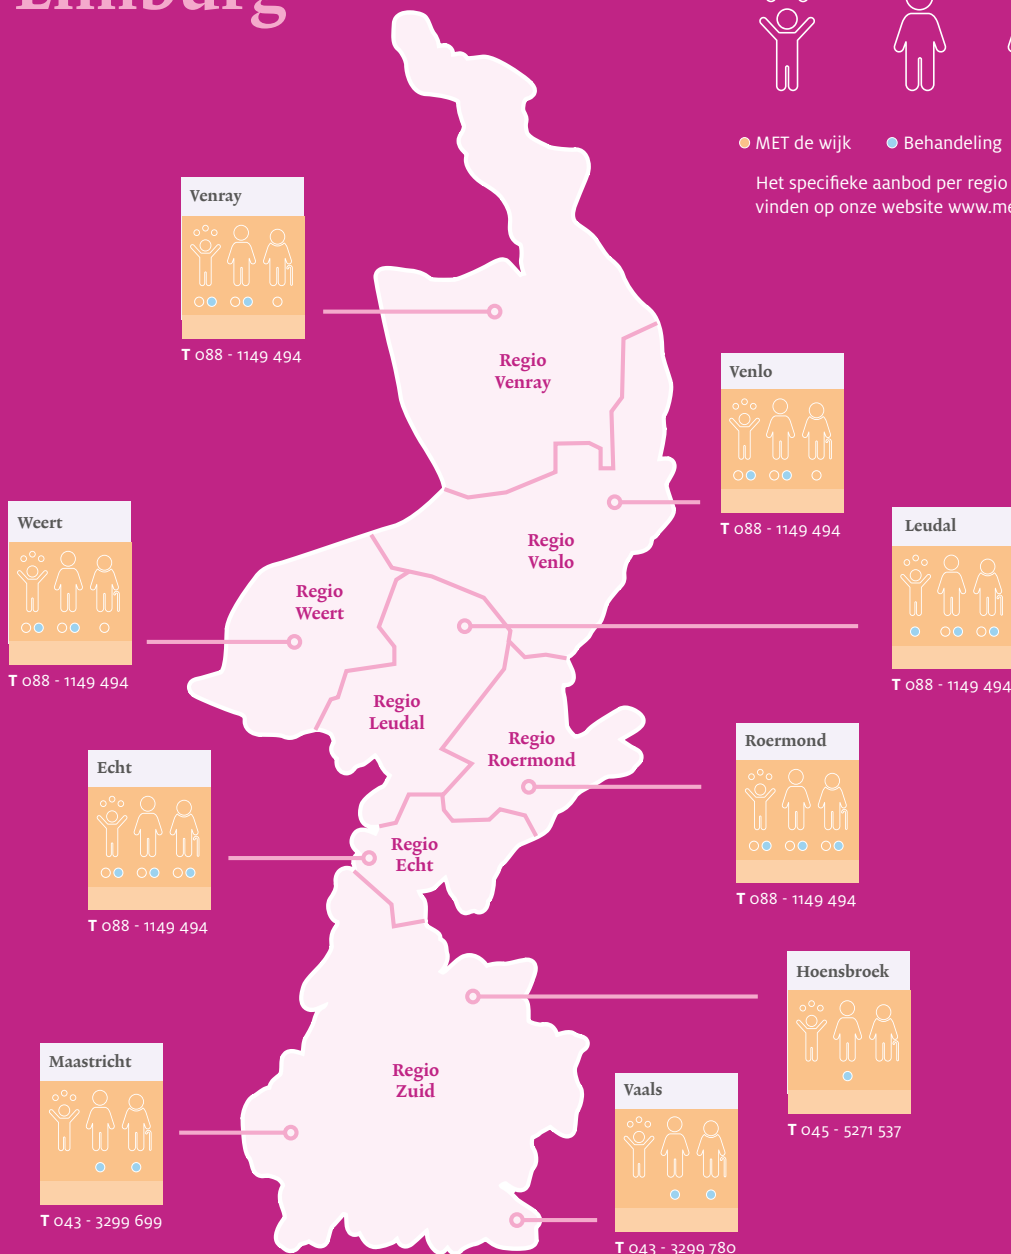 Limburg
MET de wijk
Behandeling
Het specifieke aanbod per regio
vinden op onze website www.me
Venray
T 088 - 1149 494
Regio
Venray
Venlo
T 088 - 1149 494
Weert
T 088 - 1149 494
Leudal
T 088 - 1149 494
Regio
Venlo
Regio
Weert
Regio
Leudal
Regio
Roermond
Roermond
T 088 - 1149 494
Echt
T 088 - 1149 494
Regio
Echt
Hoensbroek
T 045 - 5271 537
Regio
Zuid
Maastricht
T 043 - 3299 699
Vaals
T 043 - 3299 780